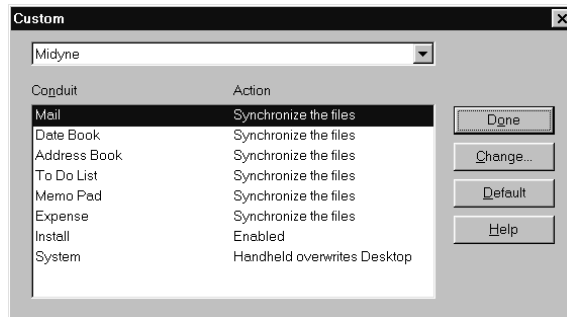 Custom
Midyne
Conduit Action
Mail Synchronize the files
Date Book Synchronize the files
Address Book Synchronize the files
To Do List Synchronize the files
Memo Pad Synchronize the files
Expense Synchronize the files
Install Enabled
System Handheld overwrites Desktop
Done
Change...
Default
Help